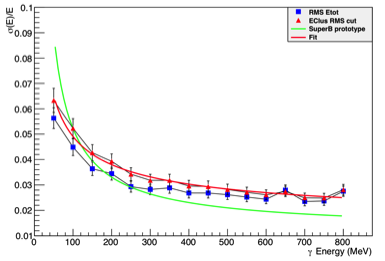 σ(E)/E
0.1
0.09
0.08
0.07
0.06
0.05
0.04
0.03
0.02
0.01
RMS Etot
EClus RMS cut
SuperB prototype
Fit
0 100 200 300 400 500 600 700 800
γ Energy (MeV)